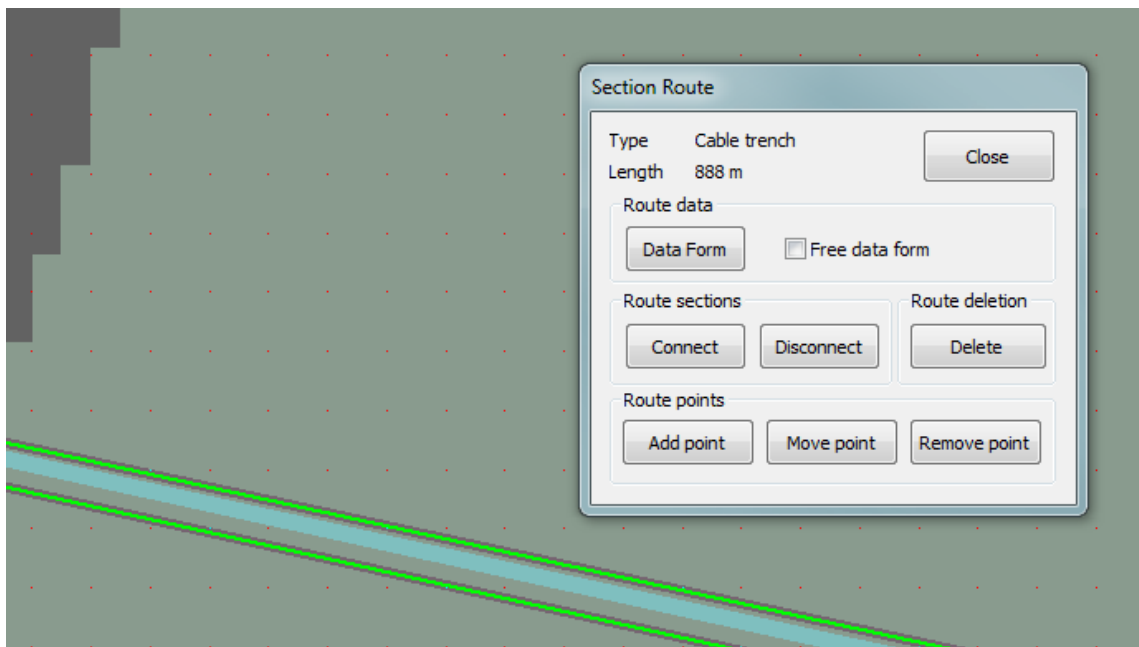 Section Route
Type Cable trench
Close
Length 888 m
Route data
Data Form Free data form
Route sections Route deletion
Connect Disconnect Delete
Route points
Add point Move point Remove point